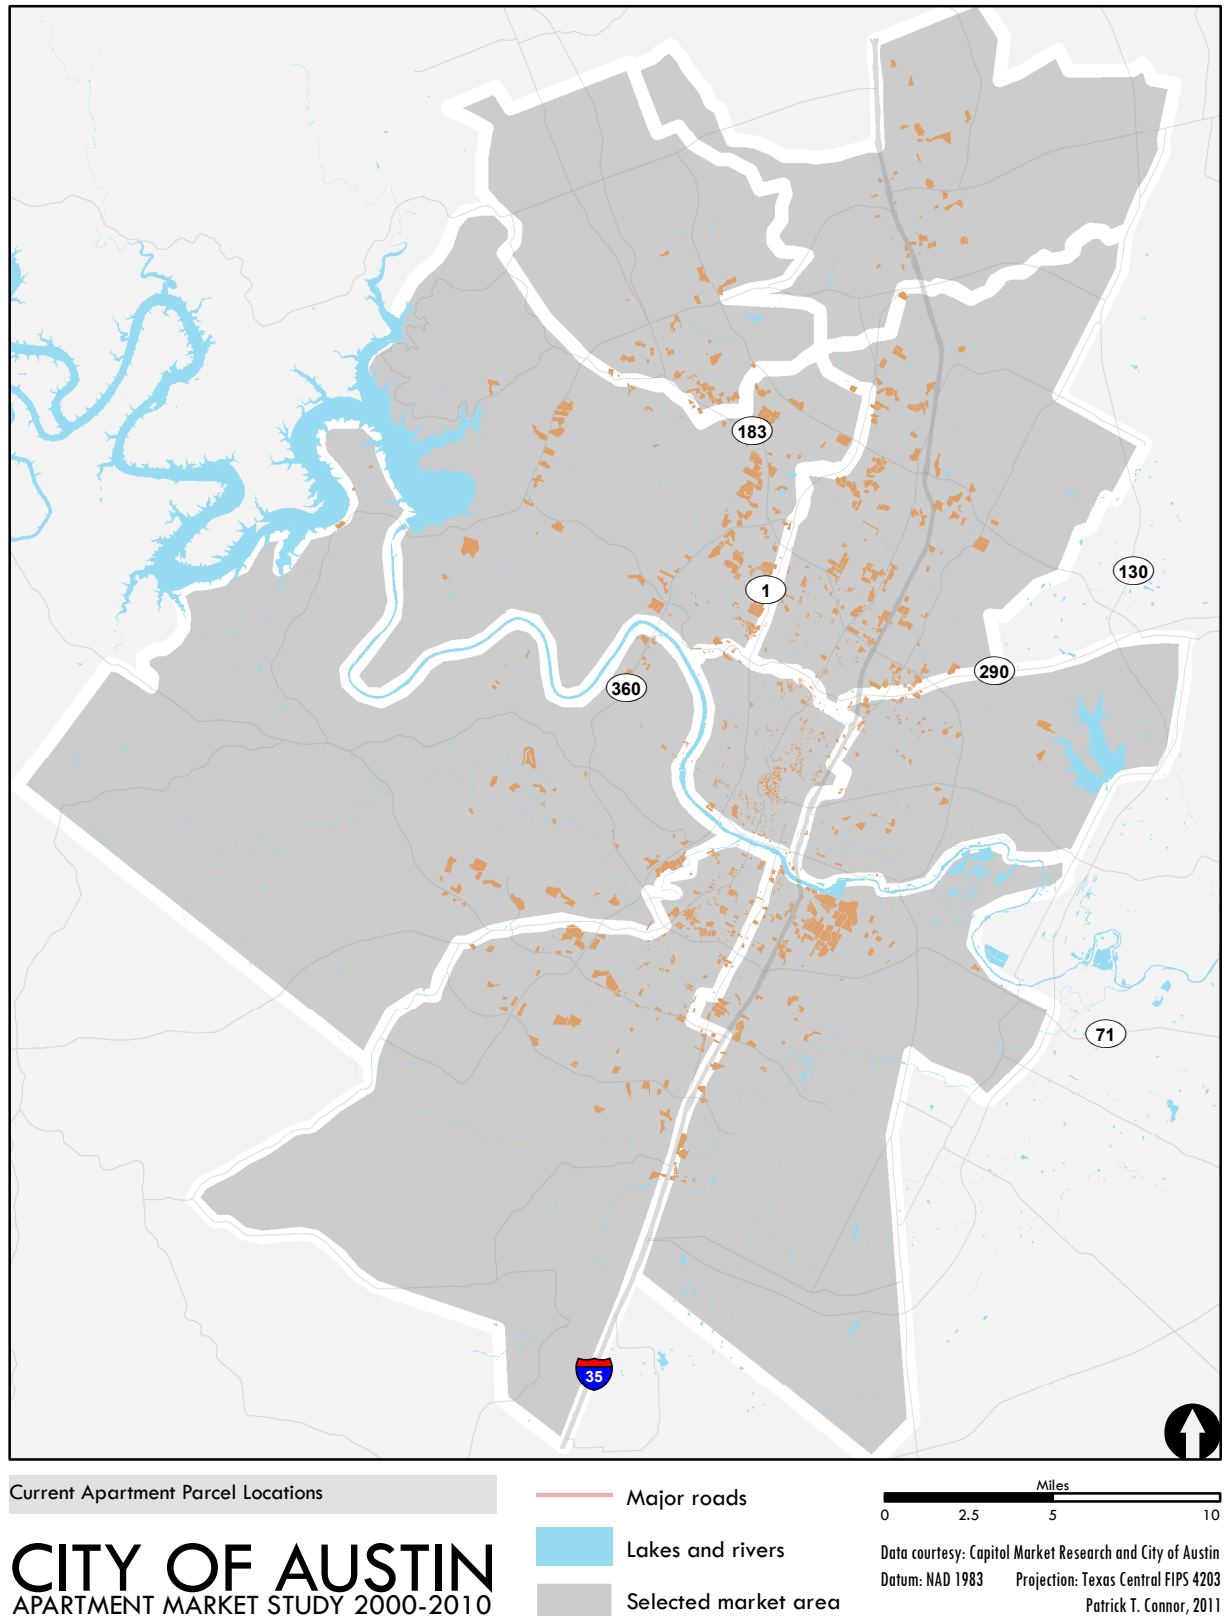 183
1
130
290
360
71
35
Current Apartment Parcel Locations
CITY OF AUSTIN
APARTMENT MARKET STUDY 2000-2010
Major roads
Lakes and rivers
Selected market area
Miles
0 2.5 5 10
Data courtesy: Capitol Market Research and City of Austin
Datum: NAD 1983 Projection: Texas Central FIPS 4203
Patrick T. Connor, 2011